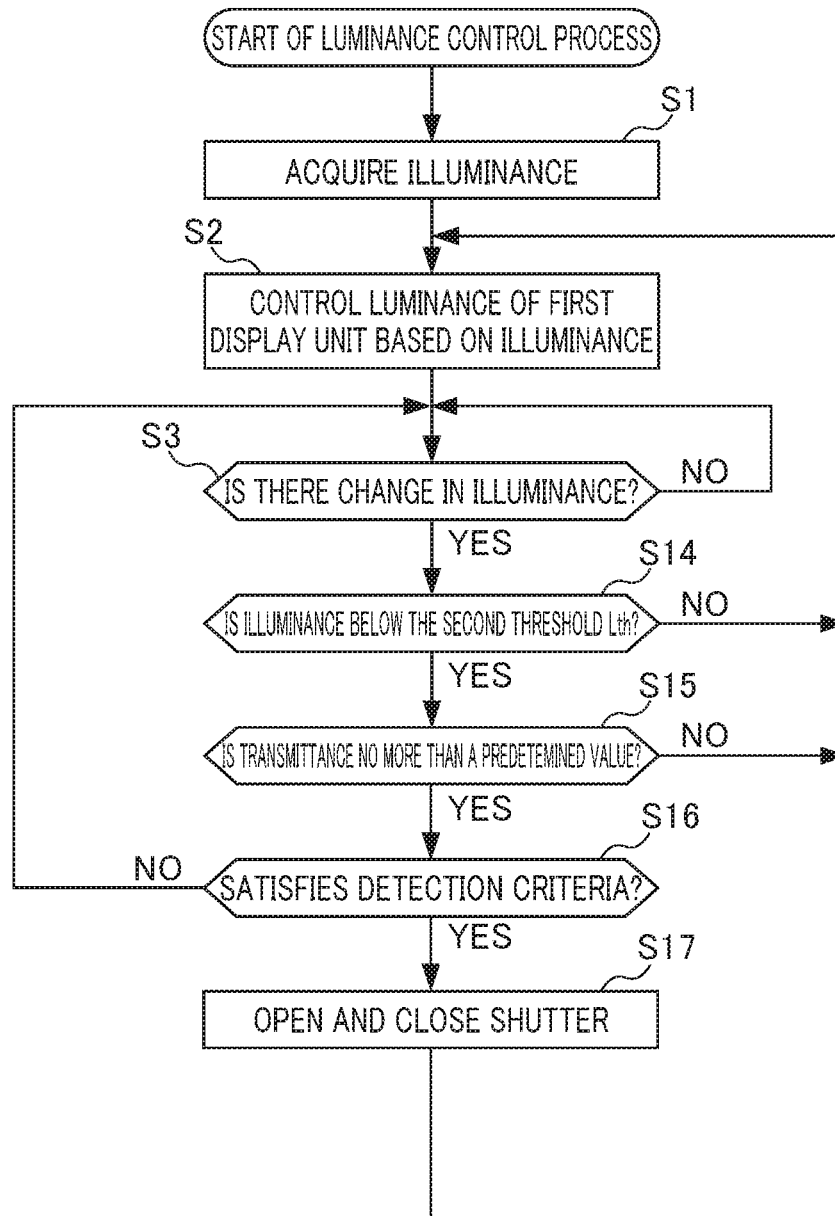 START OF LUMINANCE CONTROL PROCESS
S1
ACQUIRE ILLUMINANCE
S2
CONTROL LUMINANCE OF FIRST
DISPLAY UNIT BASED ON ILLUMINANCE
S3
IS THERE CHANGE IN ILLUMINANCE?
NO
YES
S14
IS ILLUMINANCE BELOW THE SECOND THRESHOLD Lth?
NO
YES
S15
IS TRANSMITTANCE NO MORE THAN A PREDETEMINED VALUE?
NO
YES
S16
NO
SATISFIES DETECTION CRITERIA?
YES
S17
OPEN AND CLOSE SHUTTER